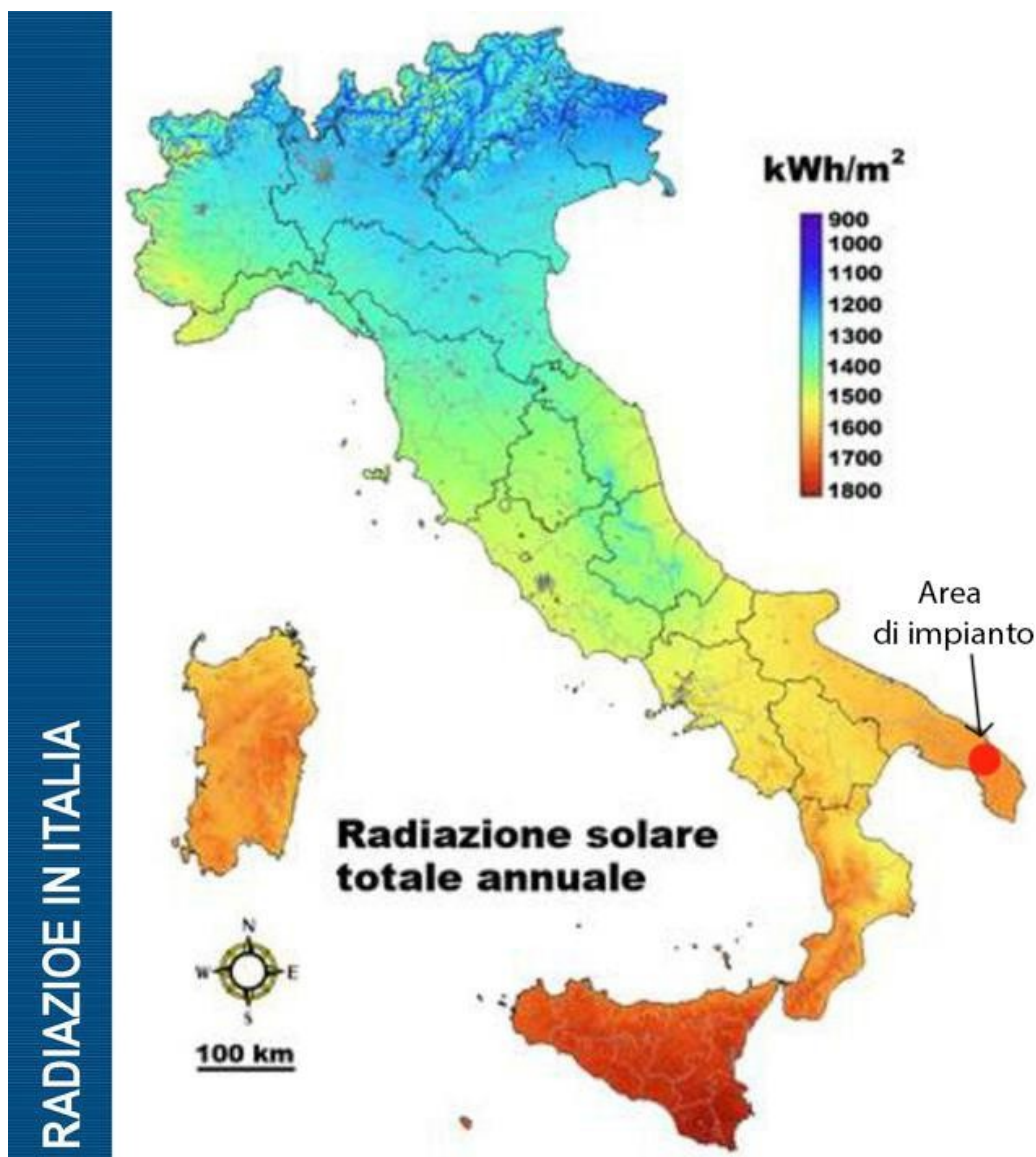 RADIAZIOE IN ITALIA
kWh/m²
900
1000
1100
1200
1300
1400
1500
1600
1700
1800
Area
di impianto
Radiazione solare
totale annuale
N
W E
S
100 km